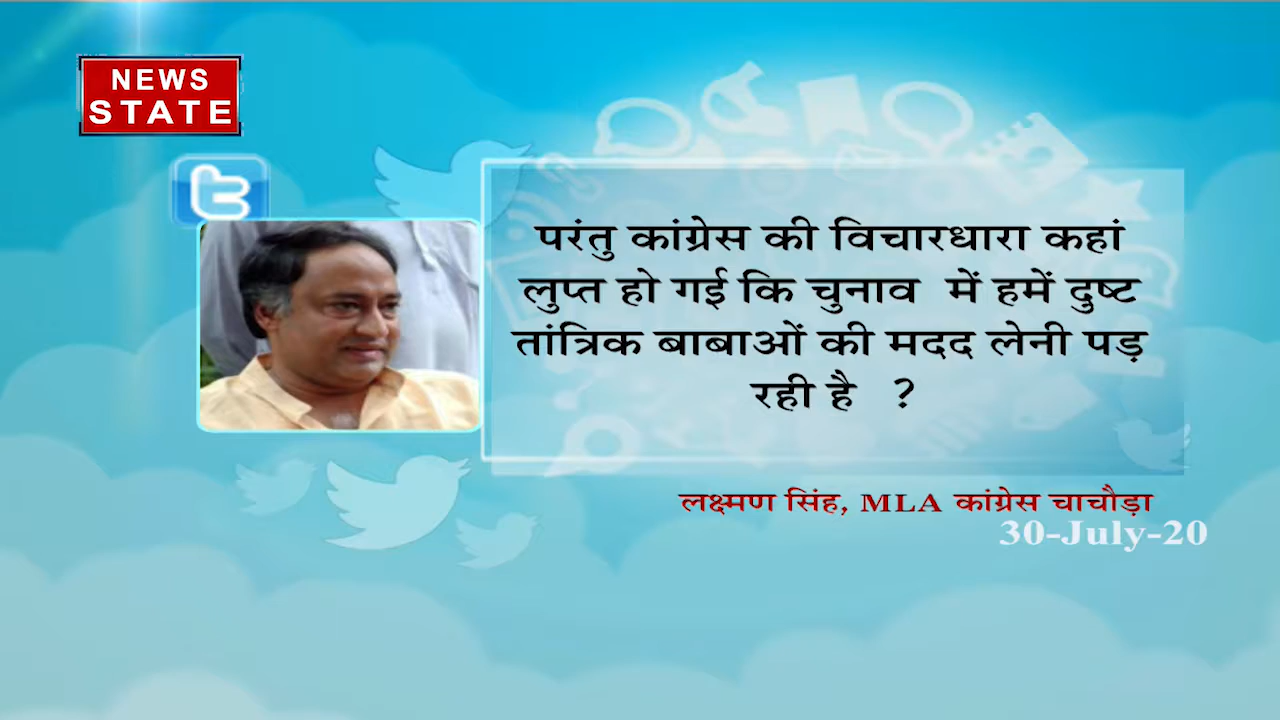 NEWS
STATE
परंतु कांग्रेस की विचारधारा कहां
लुप्त हो गई कि चुनाव में हमें दुष्ट
तांत्रिक बाबाओं की मदद लेनी पड़
रही है ?
लक्ष्मण सिंह, MLA कांग्रेस चाचौड़ा
30-July-20